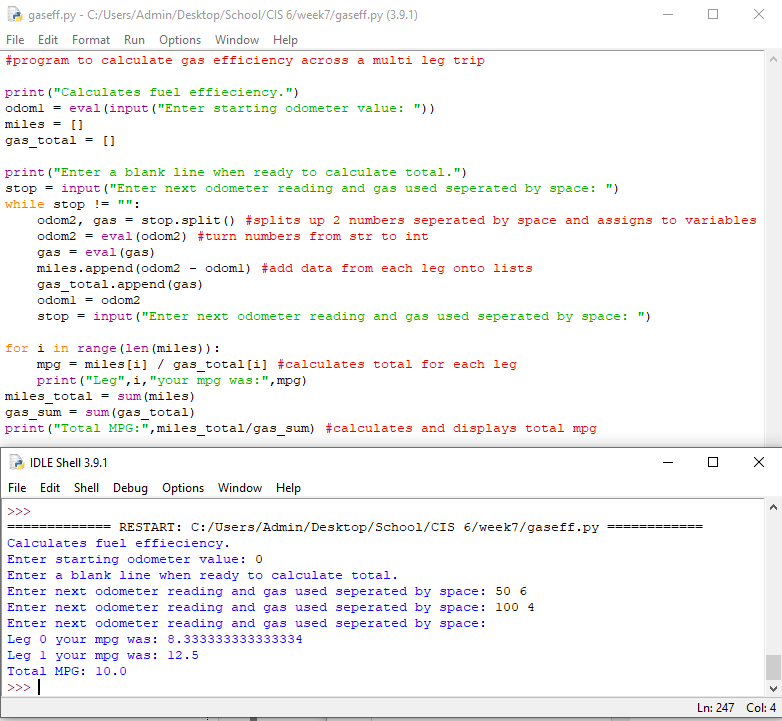 gaseff.py - C:/Users/Admin/Desktop/School/CIS 6/week7/gaseff.py (3.9.1)
File Edit Format Run Options Window Help
#program to calculate gas efficiency across a multi leg trip
print("Calculates fuel effieciency.")
odom1 = eval(input("Enter starting odometer value: "))
miles = []
gas_total = []
print("Enter a blank line when ready to calculate total.")
stop = input("Enter next odometer reading and gas used seperated by space: ")
while stop != "":
    odom2, gas = stop.split() #splits up 2 numbers seperated by space and assigns to variables
    odom2 = eval(odom2) #turn numbers from str to int
    gas = eval(gas)
    miles.append(odom2 - odom1) #add data from each leg onto lists
    gas_total.append(gas)
    odom1 = odom2
    stop = input("Enter next odometer reading and gas used seperated by space: ")
for i in range(len(miles)):
    mpg = miles[i] / gas_total[i] #calculates total for each leg
    print("Leg",i,"your mpg was:",mpg)
miles_total = sum(miles)
gas_sum = sum(gas_total)
print("Total MPG:",miles_total/gas_sum) #calculates and displays total mpg
IDLE Shell 3.9.1
File Edit Shell Debug Options Window Help
>>>
============= RESTART: C:/Users/Admin/Desktop/School/CIS 6/week7/gaseff.py ============
Calculates fuel effieciency.
Enter starting odometer value: 0
Enter a blank line when ready to calculate total.
Enter next odometer reading and gas used seperated by space: 50 6
Enter next odometer reading and gas used seperated by space: 100 4
Enter next odometer reading and gas used seperated by space:
Leg 0 your mpg was: 8.333333333333334
Leg 1 your mpg was: 12.5
Total MPG: 10.0
>>>
Ln: 247 Col: 4